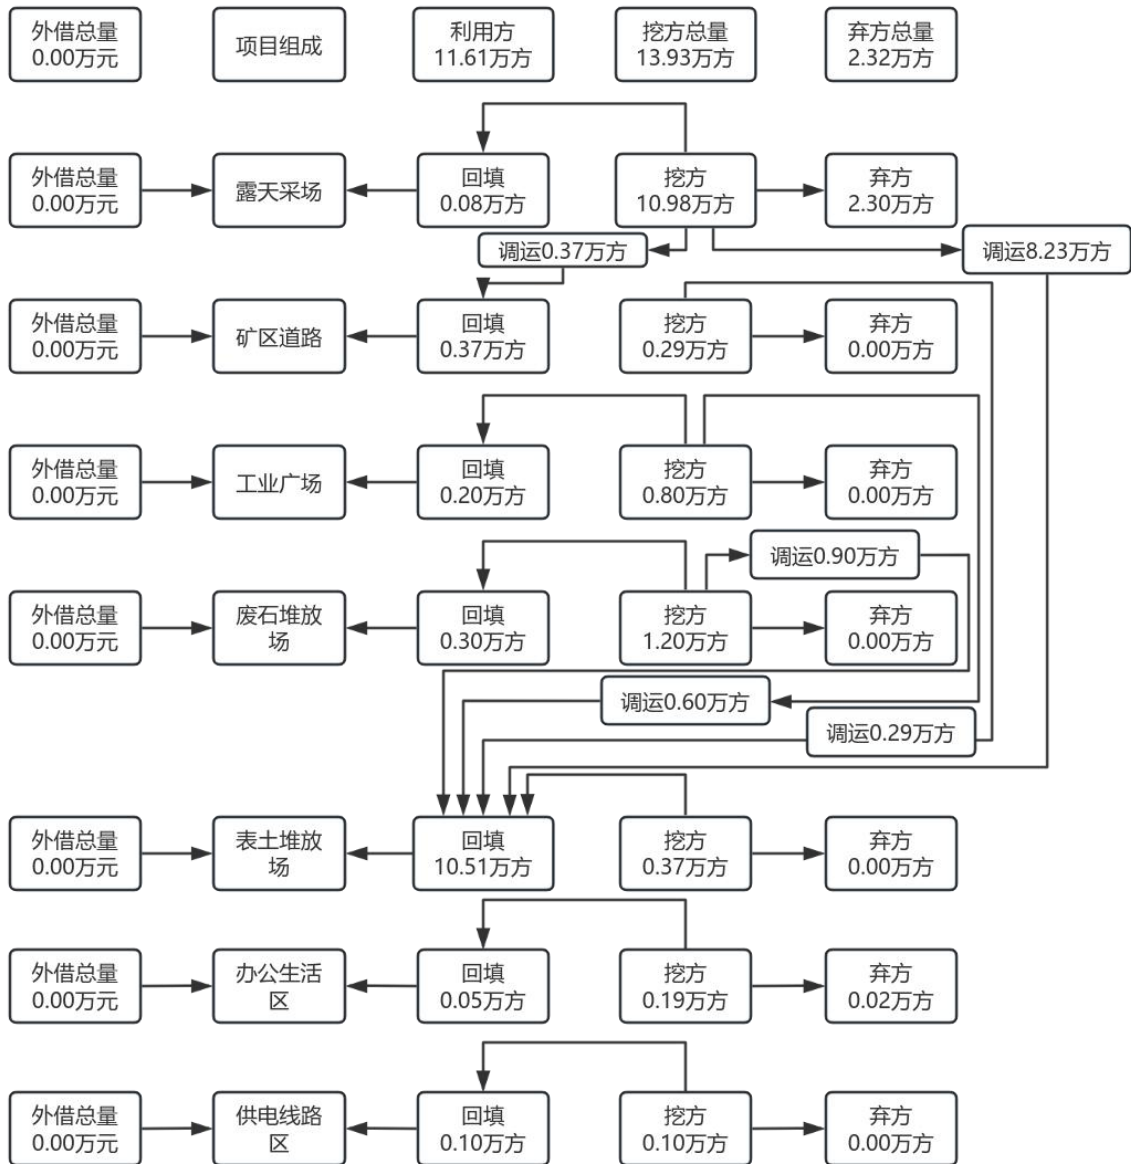 外借总量
0.00万元
项目组成
利用方
11.61万方
挖方总量
13.93万方
弃方总量
2.32万方
外借总量
0.00万元
露天采场
回填
0.08万方
挖方
10.98万方
弃方
2.30万方
调运0.37万方
调运8.23万方
外借总量
0.00万元
矿区道路
回填
0.37万方
挖方
0.29万方
弃方
0.00万方
外借总量
0.00万元
工业广场
回填
0.20万方
挖方
0.80万方
弃方
0.00万方
调运0.90万方
外借总量
0.00万元
废石堆放
场
回填
0.30万方
挖方
1.20万方
弃方
0.00万方
调运0.60万方
调运0.29万方
外借总量
0.00万元
表土堆放
场
回填
10.51万方
挖方
0.37万方
弃方
0.00万方
外借总量
0.00万元
办公生活
区
回填
0.05万方
挖方
0.19万方
弃方
0.02万方
外借总量
0.00万元
供电线路
区
回填
0.10万方
挖方
0.10万方
弃方
0.00万方